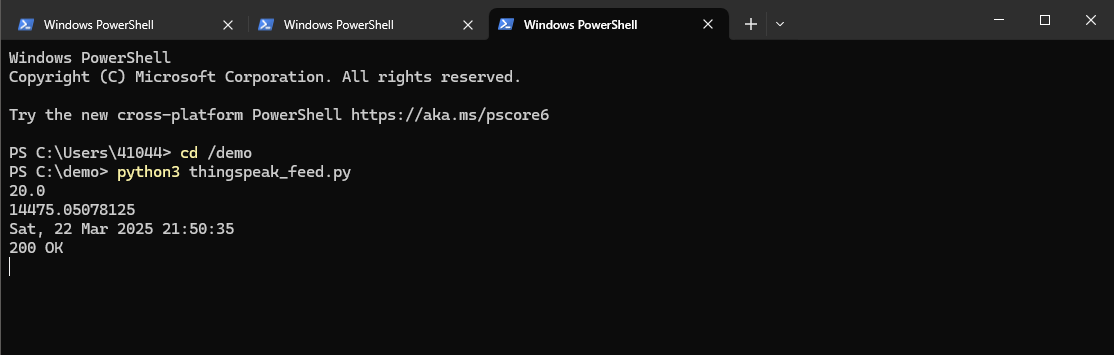 Windows PowerShell
Windows PowerShell
Windows PowerShell
Windows PowerShell
Copyright (C) Microsoft Corporation. All rights reserved.
Try the new cross-platform PowerShell https://aka.ms/pscore6
PS C:\Users\41044> cd /demo
PS C:\demo> python3 thingspeak_feed.py
20.0
14475.05078125
Sat, 22 Mar 2025 21:50:35
200 OK